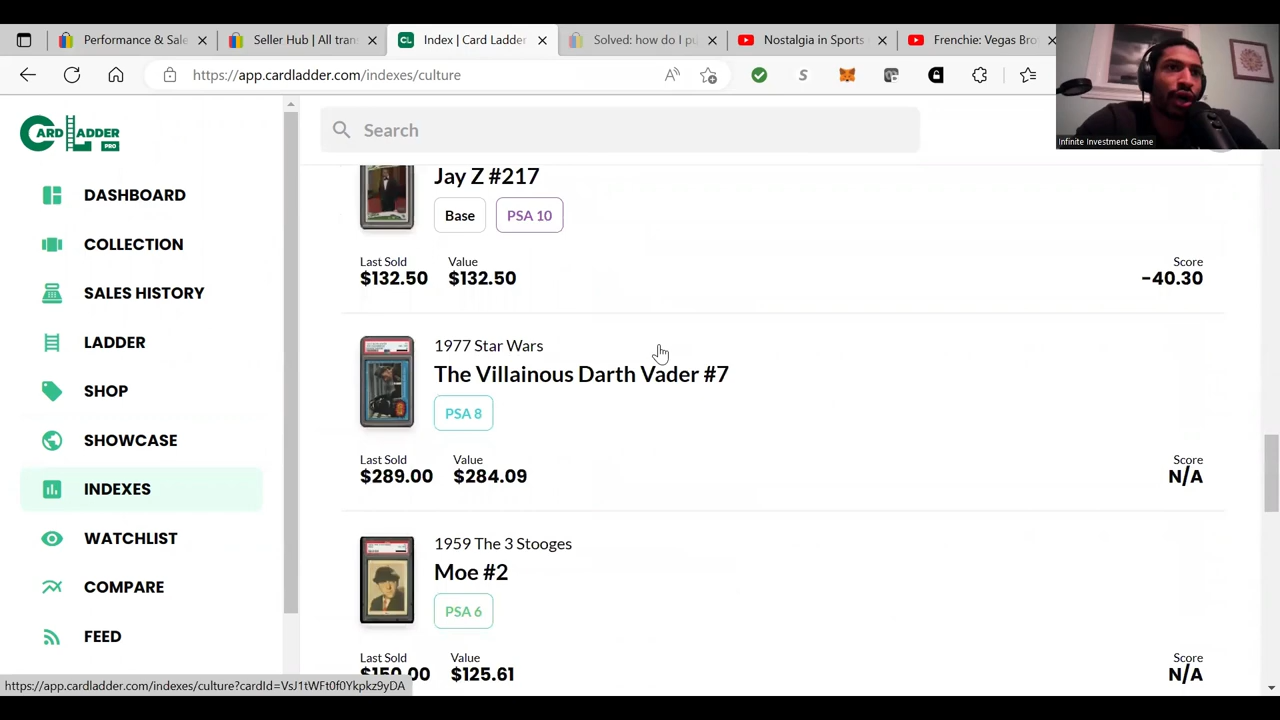 Performance & Sale
Seller Hub | All tran
Index | Card Ladder
Solved: how do I pu
Nostalgia in Sports
Frenchie: Vegas Bro
https://app.cardladder.com/indexes/culture
Infinite Investment Game
CARD LADDER
PRO
Search
DASHBOARD
COLLECTION
SALES HISTORY
LADDER
SHOP
SHOWCASE
INDEXES
WATCHLIST
COMPARE
FEED
Jay Z #217
Base
PSA 10
Last Sold
Value
Score
$132.50
$132.50
-40.30
1977 Star Wars
The Villainous Darth Vader #7
PSA 8
Last Sold
Value
Score
$289.00
$284.09
N/A
1959 The 3 Stooges
Moe #2
PSA 6
Last Sold
Value
Score
$150.00
$125.61
N/A
https://app.cardladder.com/indexes/culture?cardId=VsJ1tWFt0f0Ykpkz9yDA